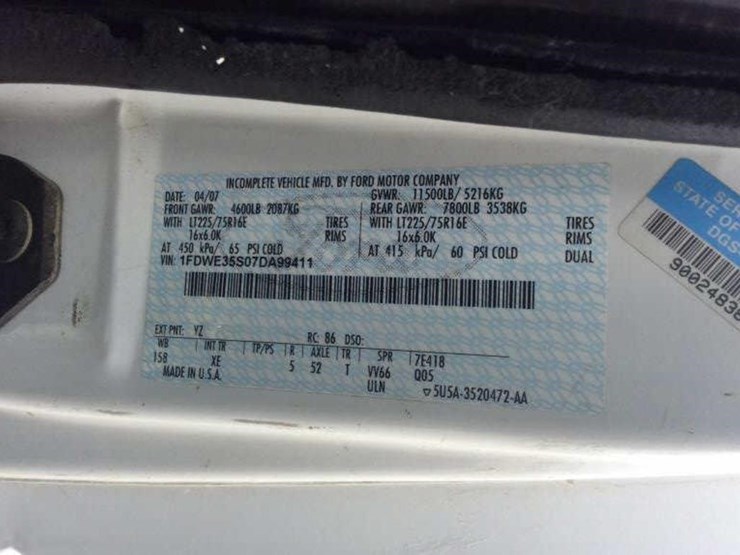 INCOMPLETE VEHICLE MFD. BY FORD MOTOR COMPANY
DATE: 04/07 GVWR: 11500LB/ 5216KG
FRONT GAWR: 4600LB 2087KG REAR GAWR: 7800LB 3538KG
WITH LT225/75R16E TIRES WITH LT225/75R16E TIRES
16x6.0K RIMS 16x6.0K RIMS
AT 450 kPa/ 65 PSI COLD AT 415 kPa/ 60 PSI COLD DUAL
VIN: 1FDWE35S07DA99411
EXT PNT: YZ RC: 86 DSO:
WB INT TR TP/PS R AXLE TR SPR 7E418
158 XE 5 52 T VV66 Q05
MADE IN U.S.A. ULN ▽5U5A-3520472-AA
STATE OF
DGS